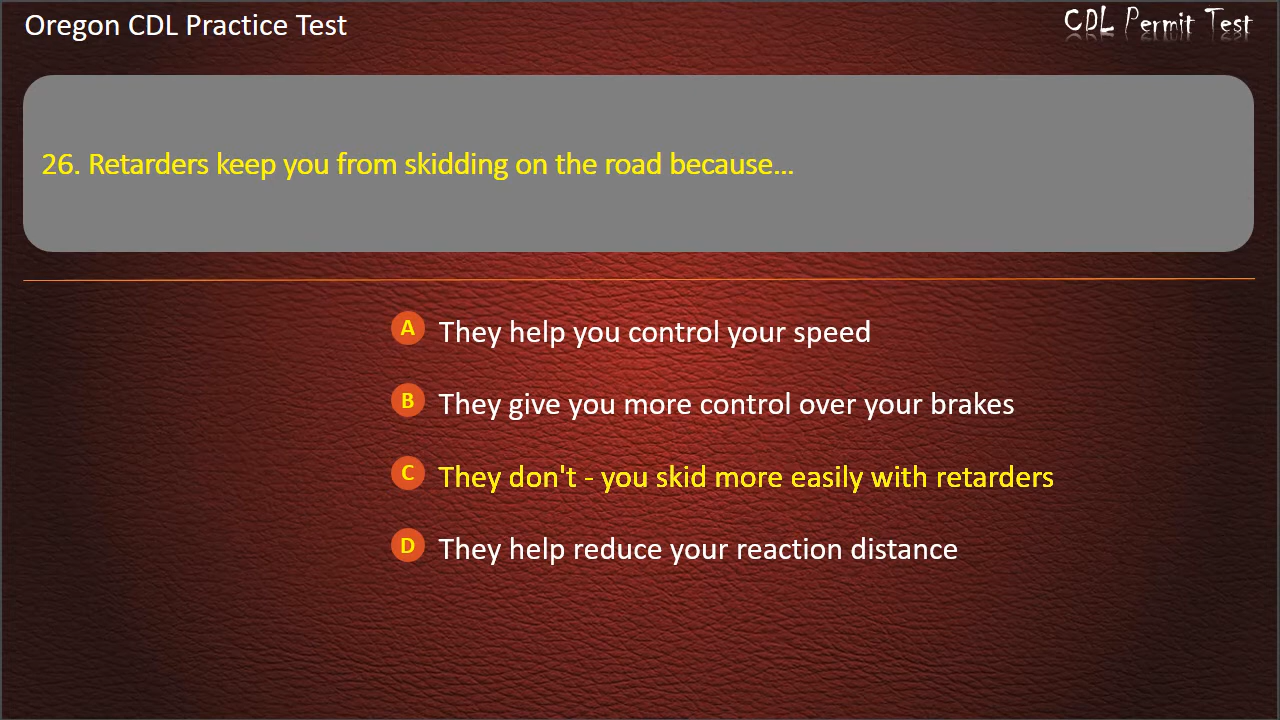 Oregon CDL Practice Test
CDL Permit Test
26. Retarders keep you from skidding on the road because...
A They help you control your speed
B They give you more control over your brakes
C They don't - you skid more easily with retarders
D They help reduce your reaction distance